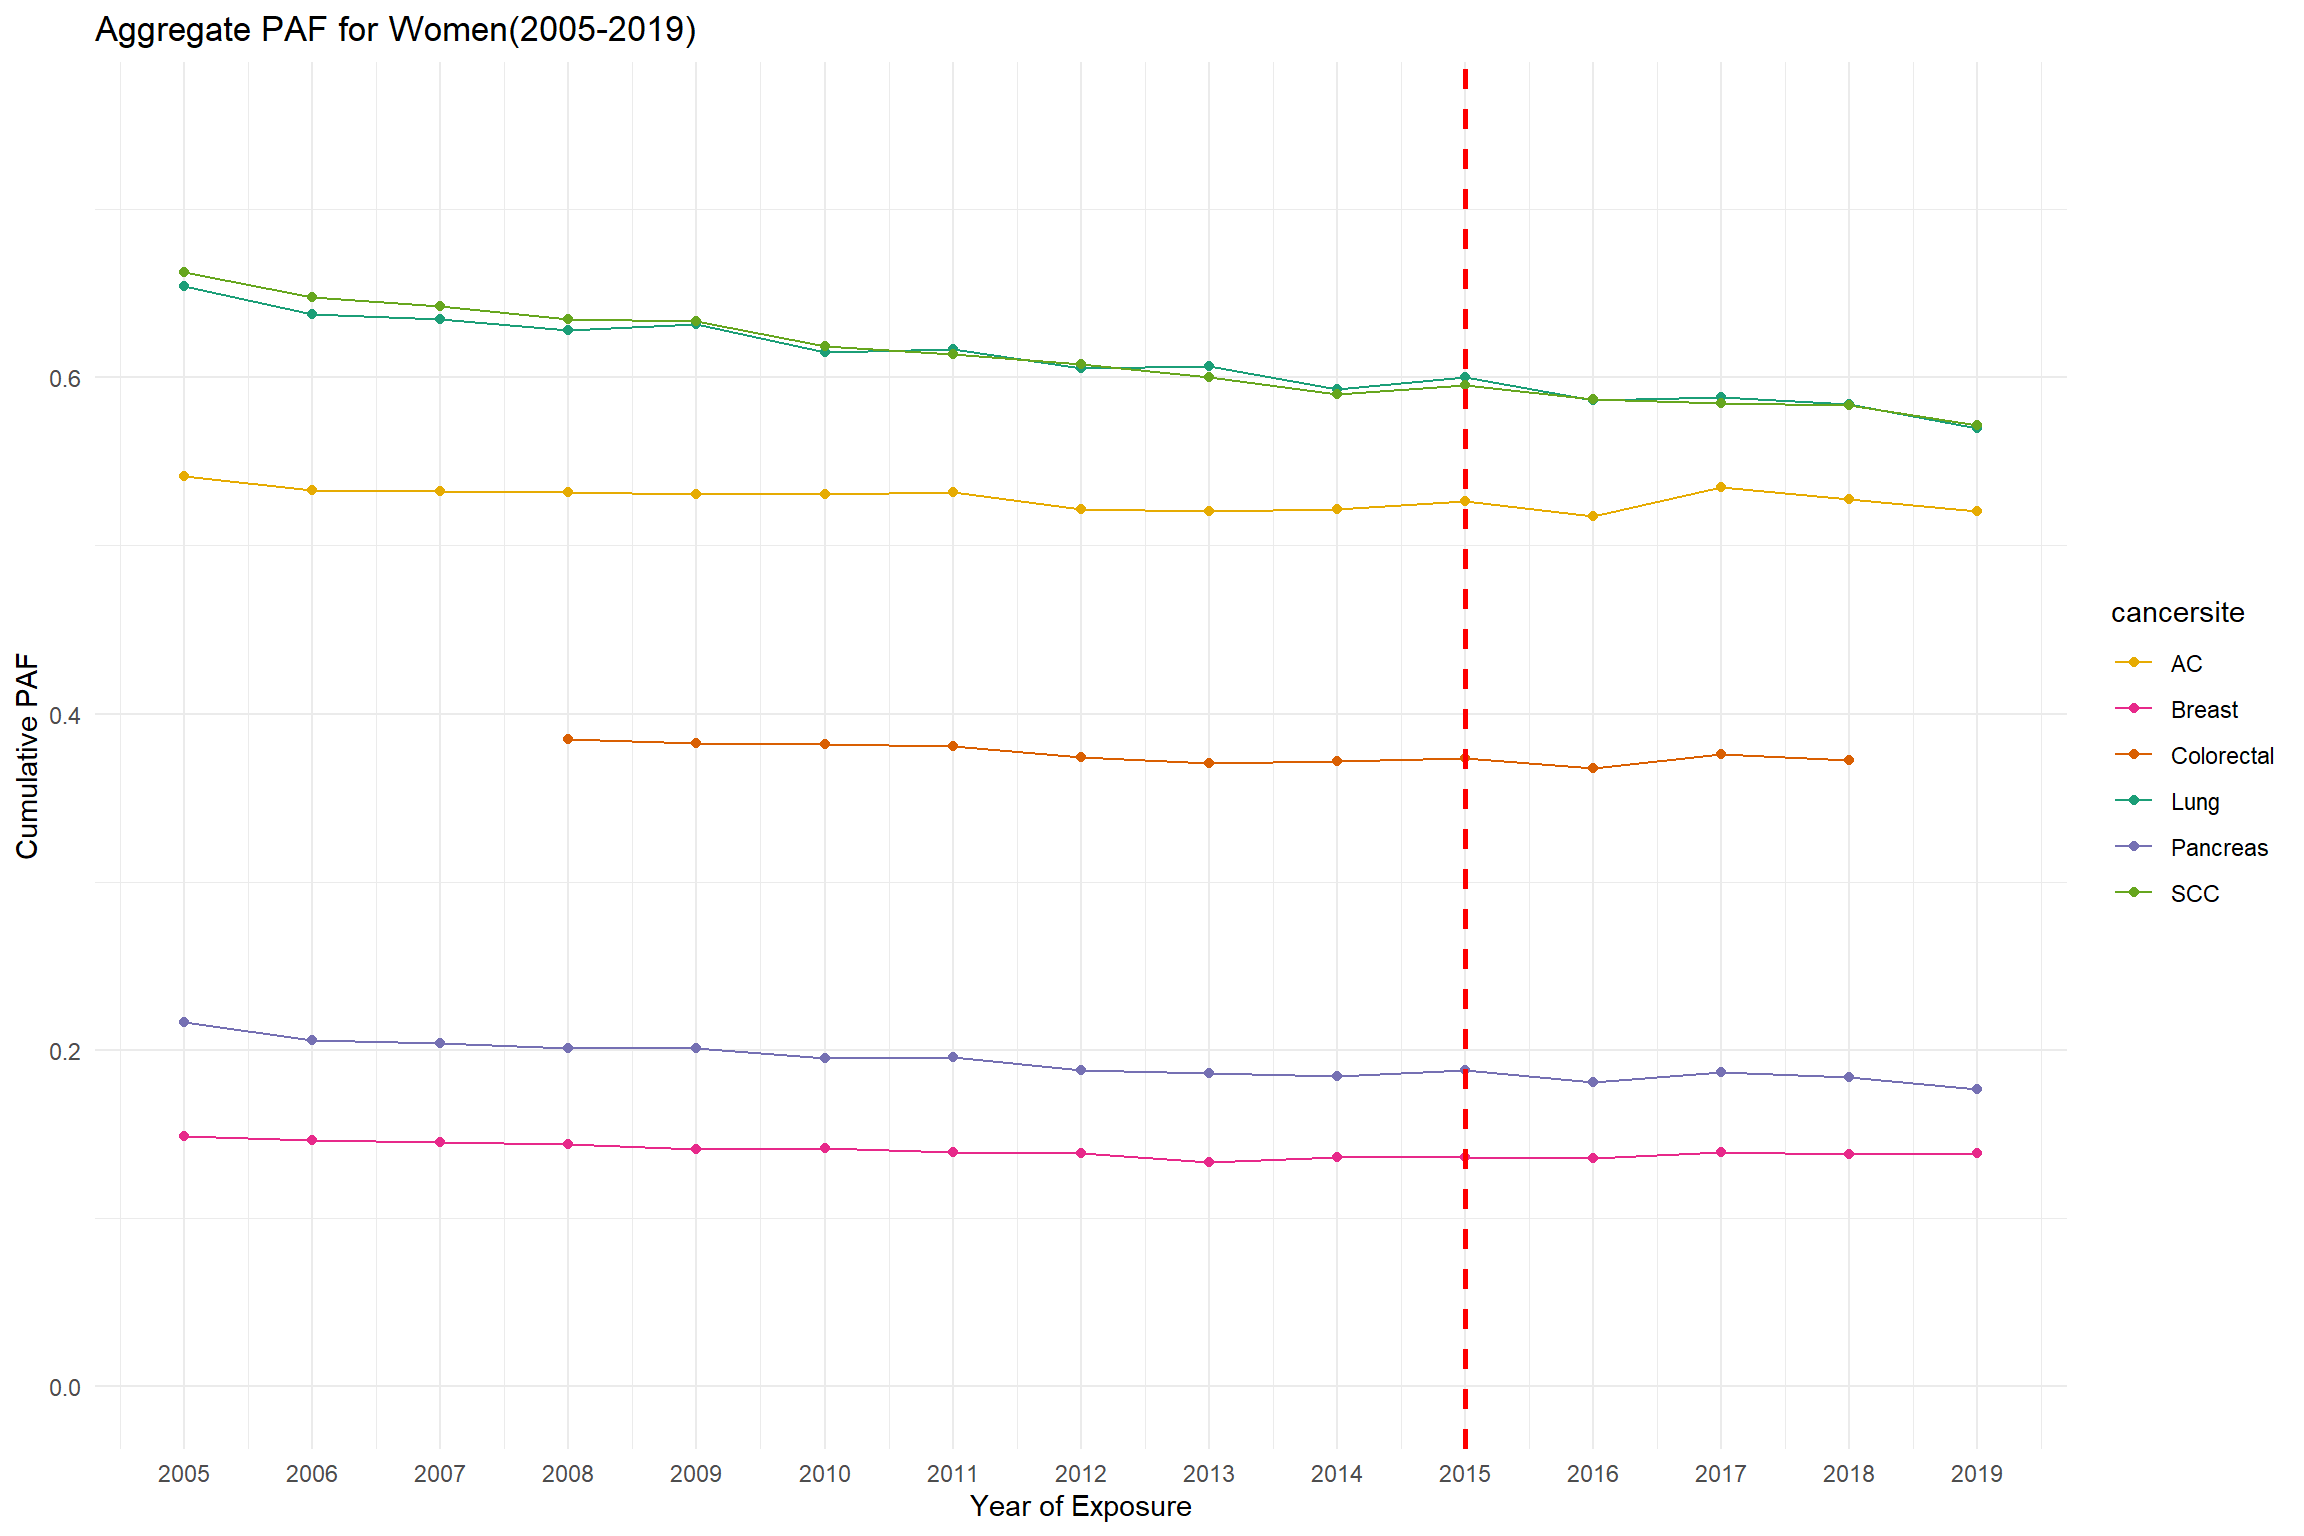 Aggregate PAF for Women(2005-2019)
Cumulative PAF
0.6
0.4
0.2
0.0
2005 2006 2007 2008 2009 2010 2011 2012 2013 2014 2015 2016 2017 2018 2019
Year of Exposure
cancersite
AC
Breast
Colorectal
Lung
Pancreas
SCC